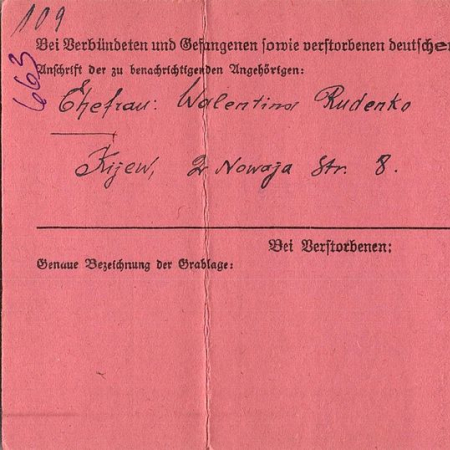 109
663
Bei Verbündeten und Gefangenen sowie verstorbenen deutsche
Anschrift der zu benachrichtigenden Angehörigen:
Ehefrau: Walentina Rudenko
Kijew, 2 Nowaja Str. 8.
Bei Verstorbenen:
Genaue Bezeichnung der Grablage: